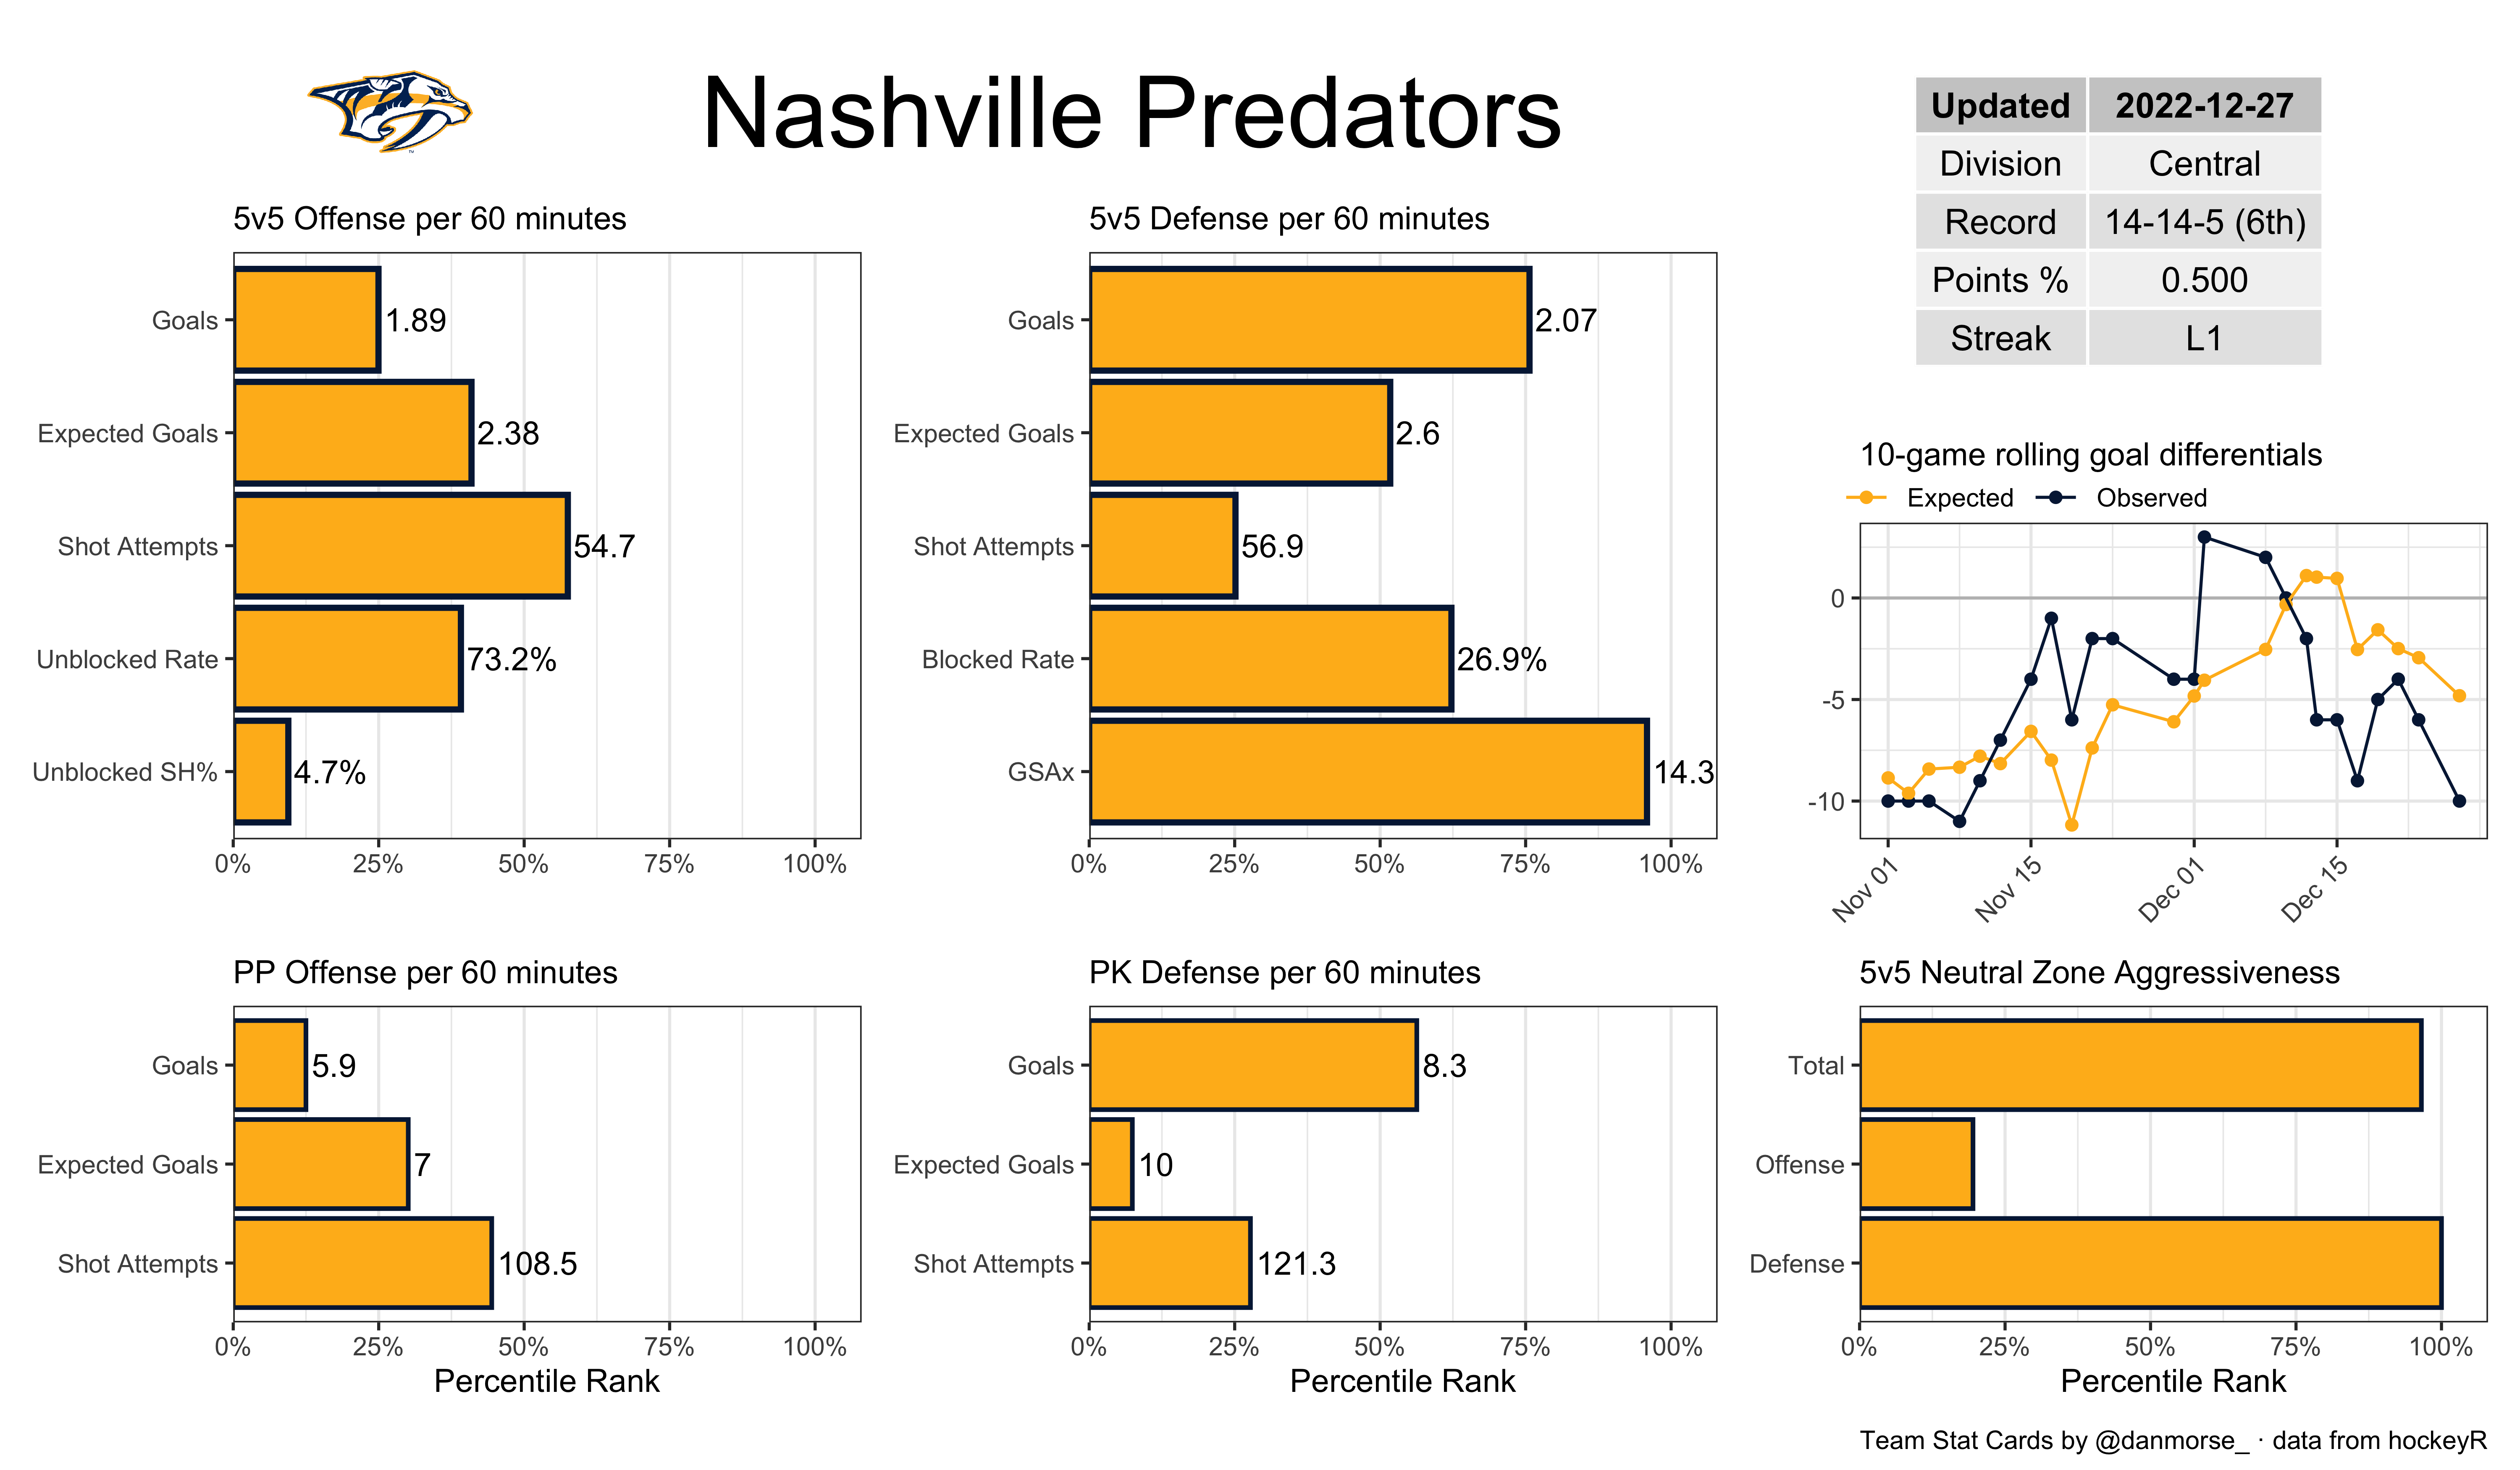 Nashville Predators
Updated 2022-12-27
Division Central
Record 14-14-5 (6th)
Points % 0.500
Streak L1
5v5 Offense per 60 minutes
Goals 1.89
Expected Goals 2.38
Shot Attempts 54.7
Unblocked Rate 73.2%
Unblocked SH% 4.7%
0% 25% 50% 75% 100%
5v5 Defense per 60 minutes
Goals 2.07
Expected Goals 2.6
Shot Attempts 56.9
Blocked Rate 26.9%
GSAx 14.3
0% 25% 50% 75% 100%
10-game rolling goal differentials
Expected Observed
0
-5
-10
Nov 01 Nov 15 Dec 01 Dec 15
PP Offense per 60 minutes
Goals 5.9
Expected Goals 7
Shot Attempts 108.5
0% 25% 50% 75% 100%
Percentile Rank
PK Defense per 60 minutes
Goals 8.3
Expected Goals 10
Shot Attempts 121.3
0% 25% 50% 75% 100%
Percentile Rank
5v5 Neutral Zone Aggressiveness
Total
Offense
Defense
0% 25% 50% 75% 100%
Percentile Rank
Team Stat Cards by @danmorse_ · data from hockeyR